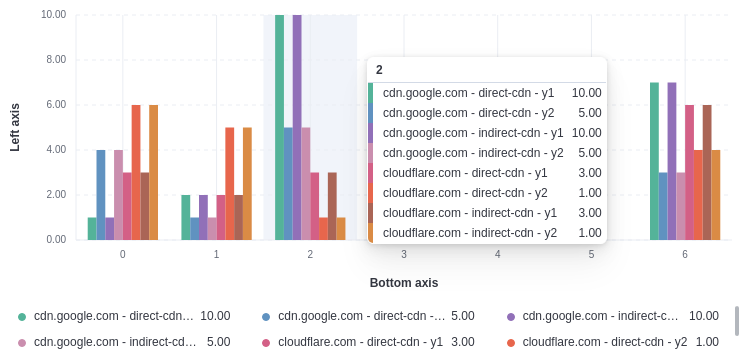 10.00
8.00
6.00
4.00
2.00
0.00
Left axis
0 1 2 3 4 5 6
Bottom axis
2
cdn.google.com - direct-cdn - y1 10.00
cdn.google.com - direct-cdn - y2 5.00
cdn.google.com - indirect-cdn - y1 10.00
cdn.google.com - indirect-cdn - y2 5.00
cloudflare.com - direct-cdn - y1 3.00
cloudflare.com - direct-cdn - y2 1.00
cloudflare.com - indirect-cdn - y1 3.00
cloudflare.com - indirect-cdn - y2 1.00
cdn.google.com - direct-cdn… 10.00 cdn.google.com - direct-cdn -… 5.00 cdn.google.com - indirect-c… 10.00
cdn.google.com - indirect-cd… 5.00 cloudflare.com - direct-cdn - y1 3.00 cloudflare.com - direct-cdn - y2 1.00